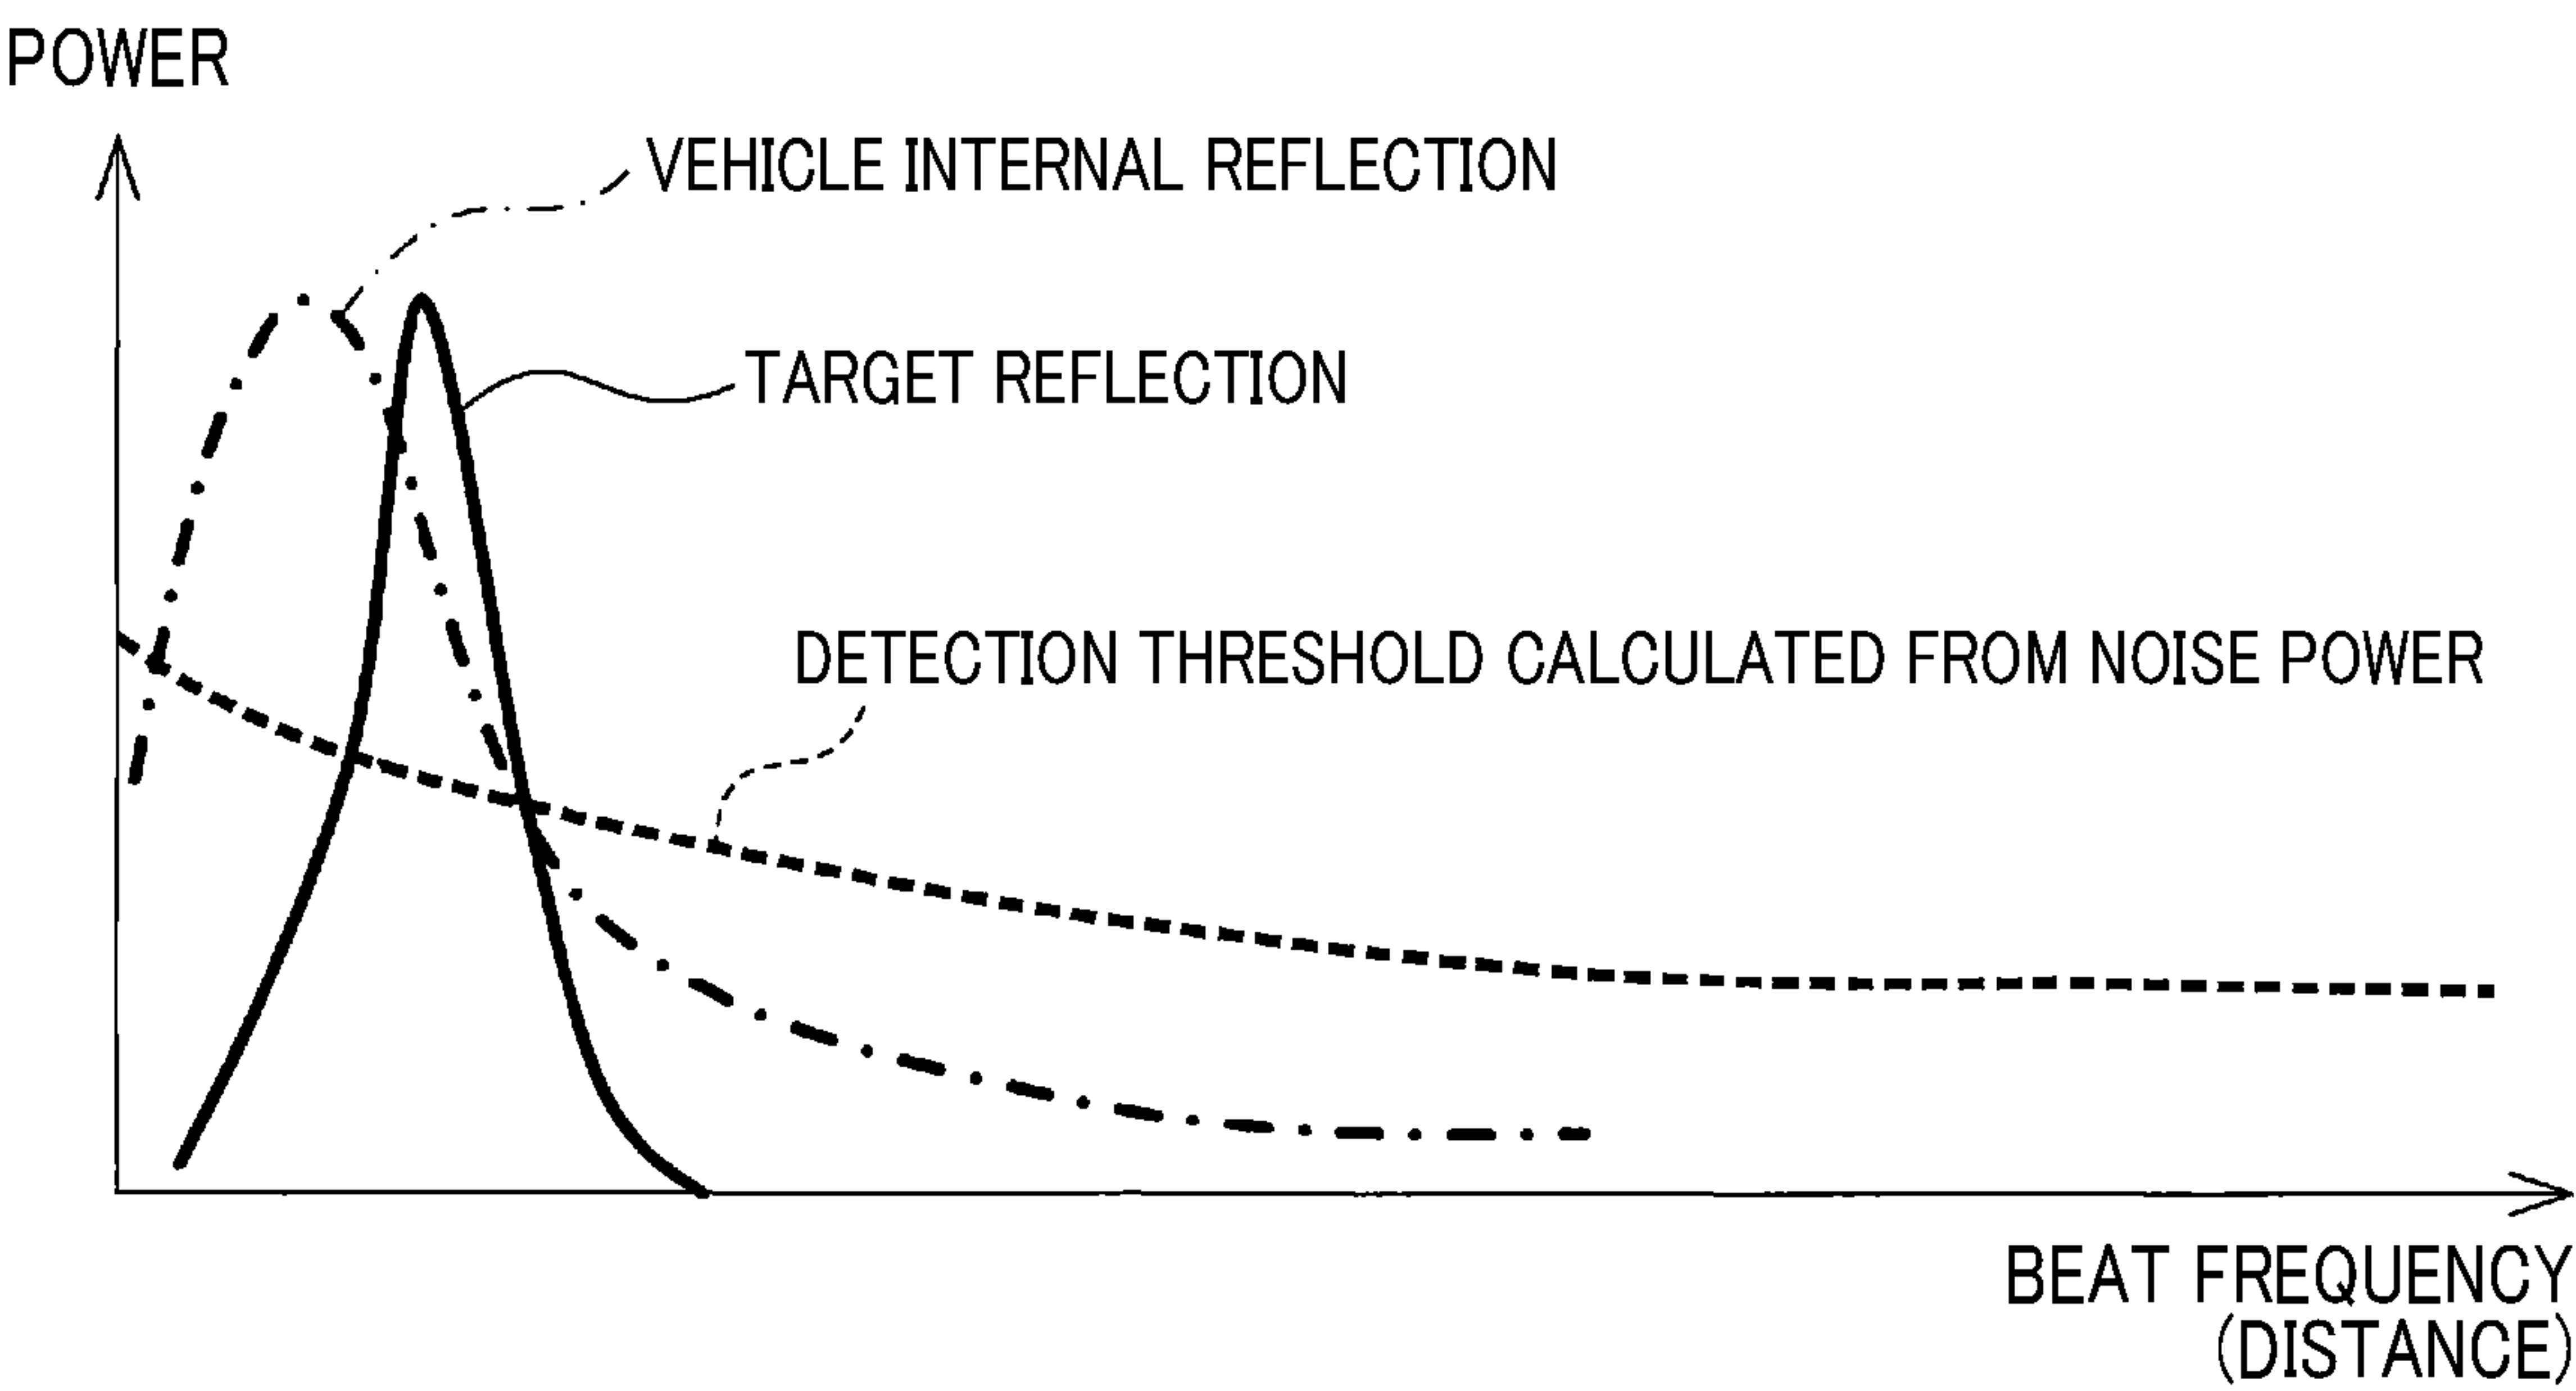 POWER
VEHICLE INTERNAL REFLECTION
TARGET REFLECTION
DETECTION THRESHOLD CALCULATED FROM NOISE POWER
BEAT FREQUENCY
(DISTANCE)